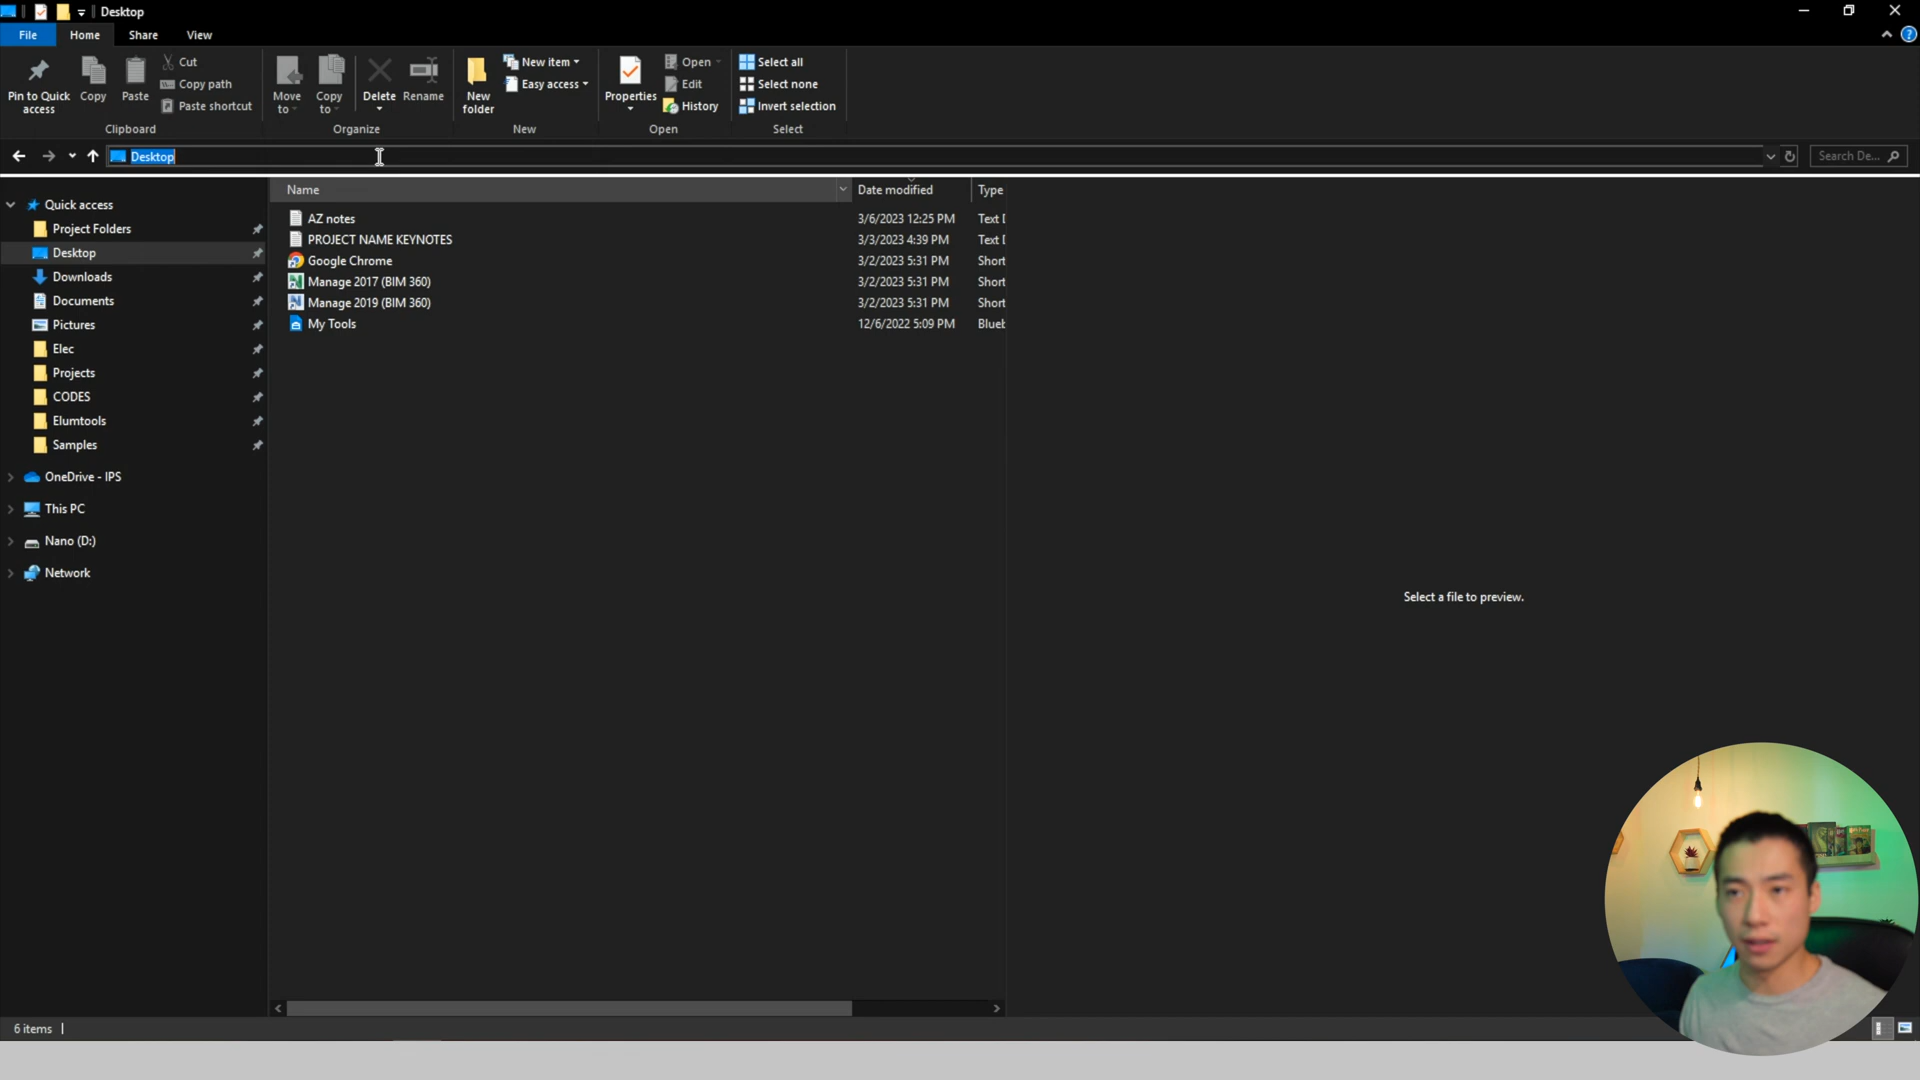 Desktop
File Home Share View
Pin to Quick access
Copy
Paste
Cut
Copy path
Paste shortcut
Clipboard
Move to
Copy to
Delete
Rename
Organize
New folder
New item
Easy access
New
Properties
Open
Edit
History
Open
Select all
Select none
Invert selection
Select
Desktop
Search De...
Name Date modified Type
Quick access
Project Folders
Desktop
Downloads
Documents
Pictures
Elec
Projects
CODES
Elumtools
Samples
OneDrive - IPS
This PC
Nano (D:)
Network
AZ notes 3/6/2023 12:25 PM Text D
PROJECT NAME KEYNOTES 3/3/2023 4:39 PM Text D
Google Chrome 3/2/2023 5:31 PM Short
Manage 2017 (BIM 360) 3/2/2023 5:31 PM Short
Manage 2019 (BIM 360) 3/2/2023 5:31 PM Short
My Tools 12/6/2022 5:09 PM Blueb
Select a file to preview.
6 items